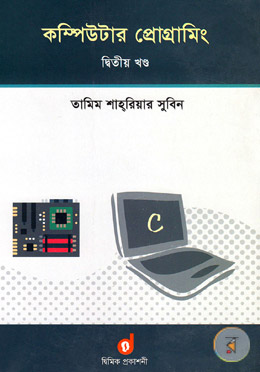 কম্পিউটার প্রোগ্রামিং
দ্বিতীয় খণ্ড
তামিম শাহ্‌রিয়ার সুবিন
C
দ্বিমিক প্রকাশনী